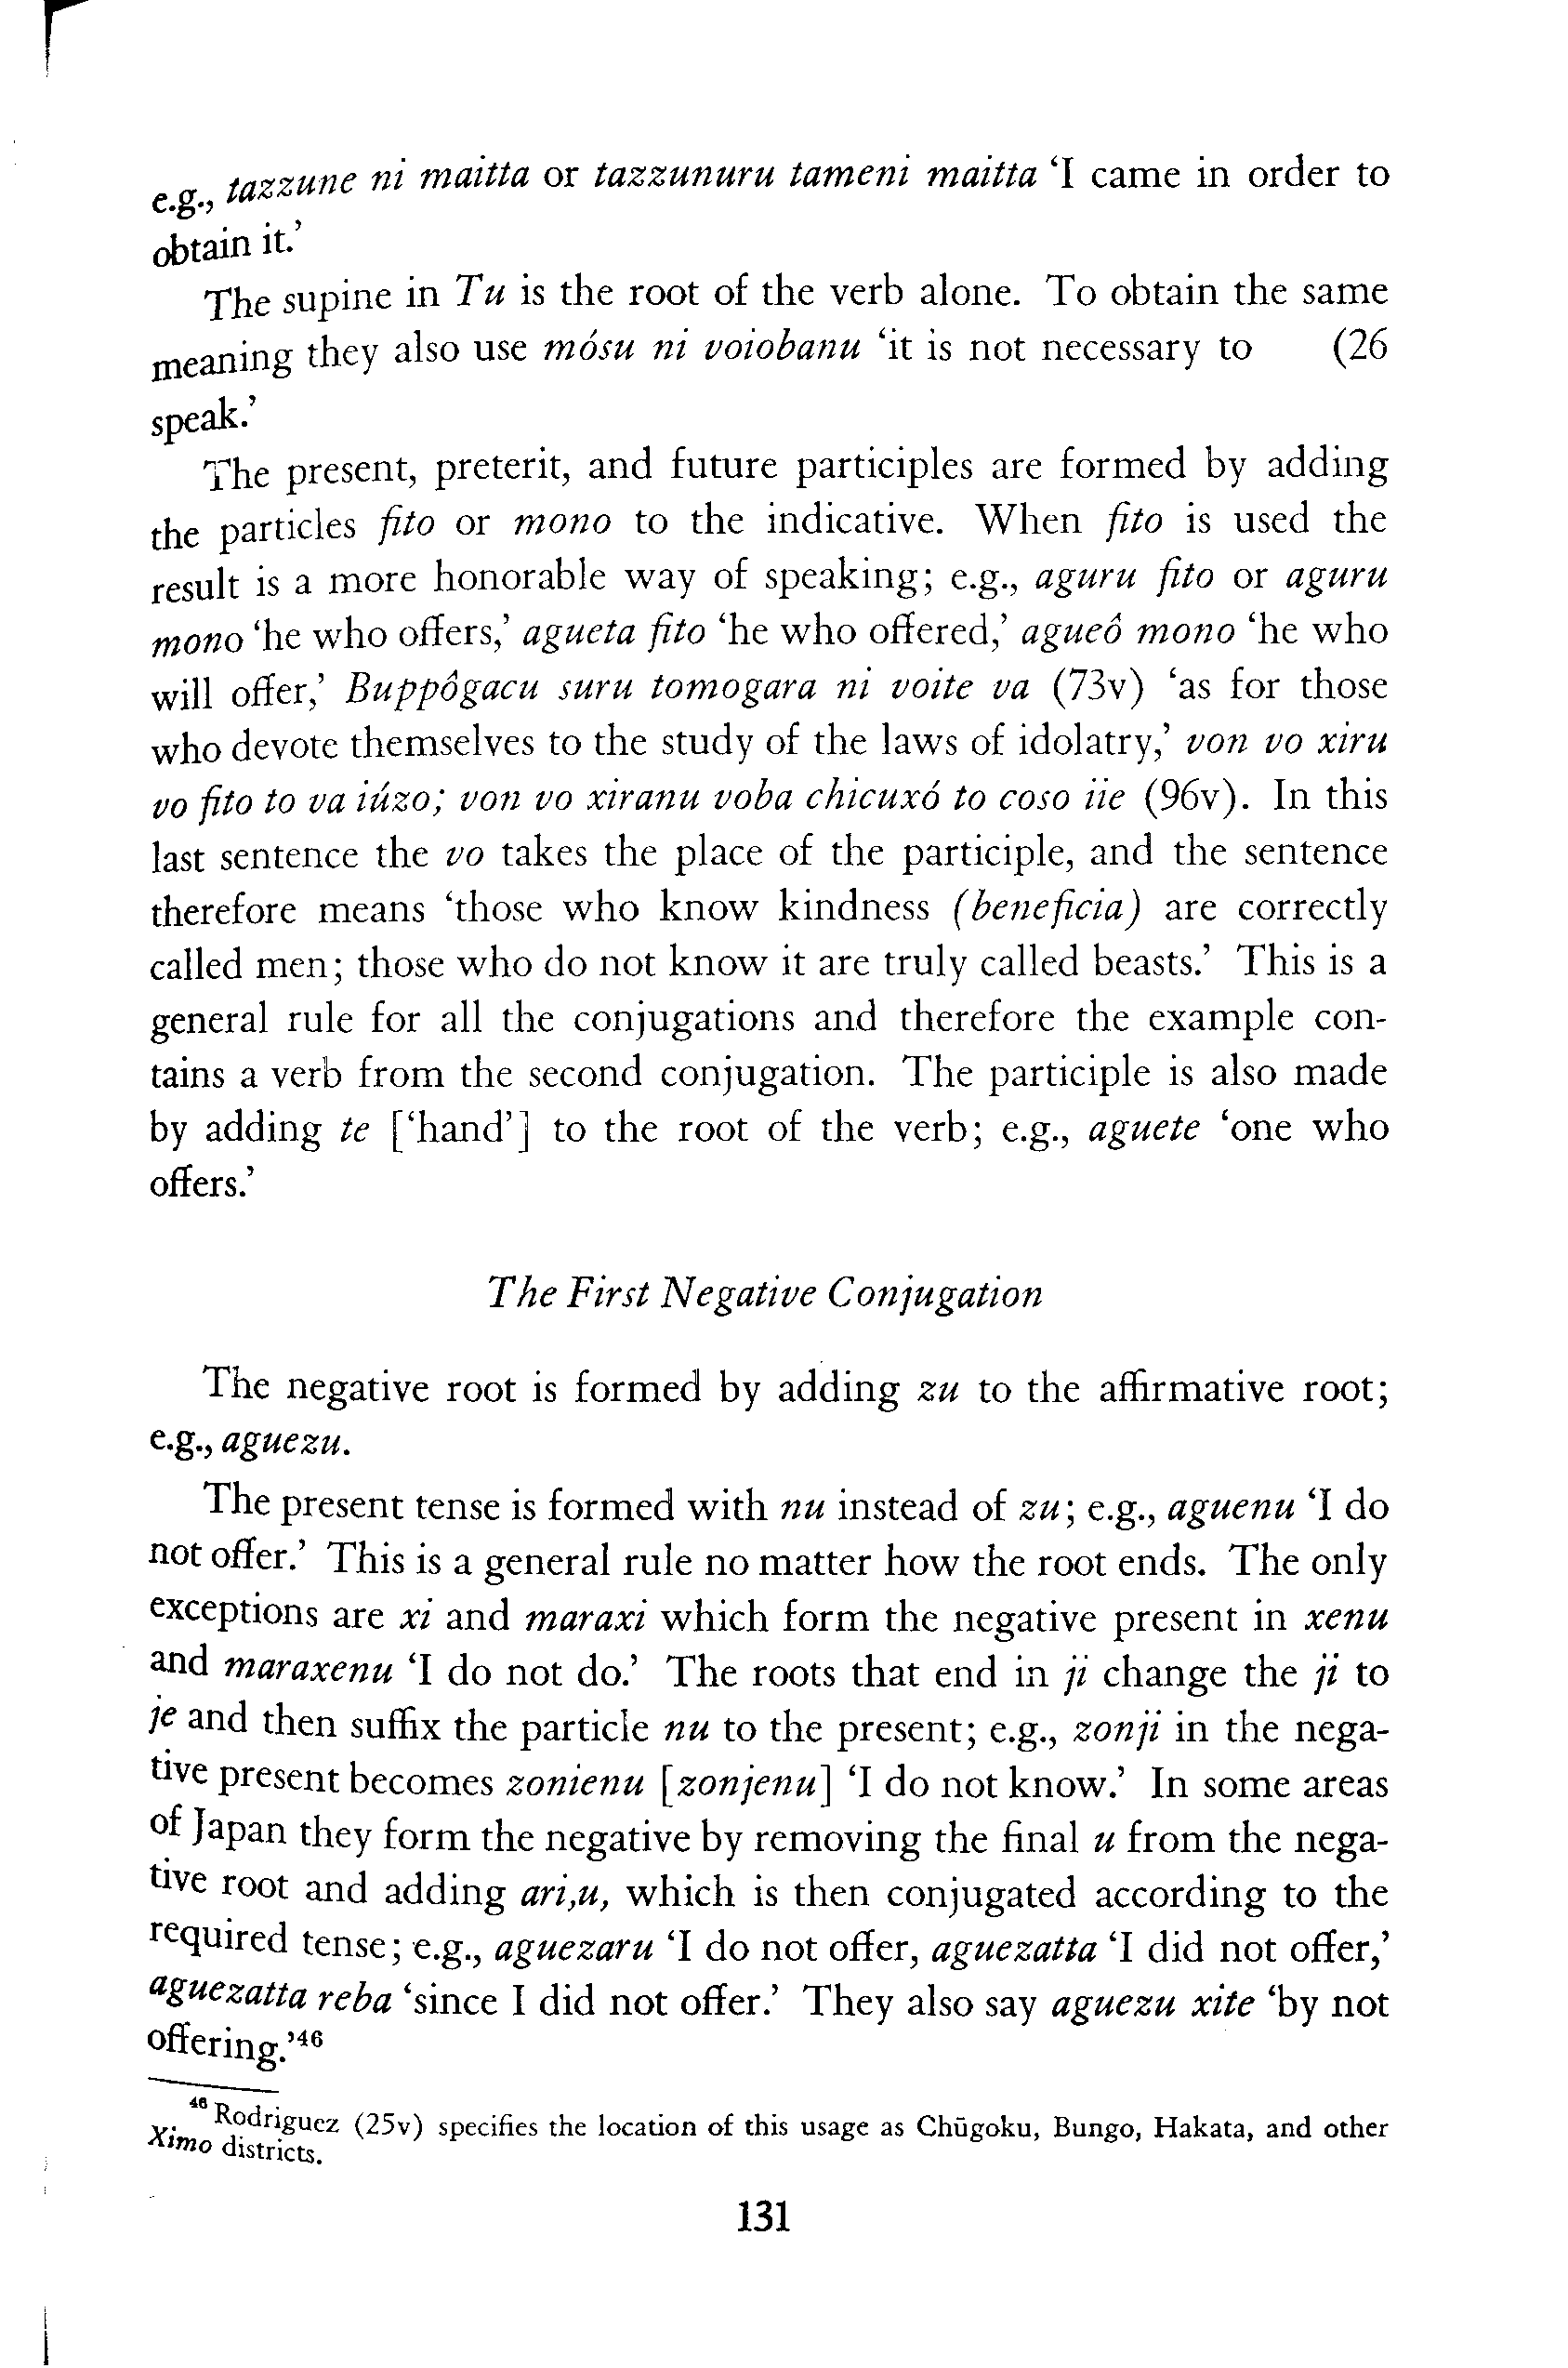 e.g., tazzune ni maitta or tazzunuru tameni maitta ‘I came in order to
obtain it.’
The supine in Tu is the root of the verb alone. To obtain the same
meaning they also use mósu ni voiobanu ‘it is not necessary to (26
speak.’
The present, preterit, and future participles are formed by adding
the particles fito or mono to the indicative. When fito is used the
result is a more honorable way of speaking; e.g., aguru fito or aguru
mono ‘he who offers,’ agueta fito ‘he who offered,’ agueô mono ‘he who
will offer,’ Buppôgacu suru tomogara ni voite va (73v) ‘as for those
who devote themselves to the study of the laws of idolatry,’ von vo xiru
vo fito to va iúzo; von vo xiranu voba chicuxó to coso iie (96v). In this
last sentence the vo takes the place of the participle, and the sentence
therefore means ‘those who know kindness (beneficia) are correctly
called men; those who do not know it are truly called beasts.’ This is a
general rule for all the conjugations and therefore the example con-
tains a verb from the second conjugation. The participle is also made
by adding te [‘hand’] to the root of the verb; e.g., aguete ‘one who
offers.’
The First Negative Conjugation
The negative root is formed by adding zu to the affirmative root;
e.g., aguezu.
The present tense is formed with nu instead of zu; e.g., aguenu ‘I do
not offer.’ This is a general rule no matter how the root ends. The only
exceptions are xi and maraxi which form the negative present in xenu
and maraxenu ‘I do not do.’ The roots that end in ji change the ji to
je and then suffix the particle nu to the present; e.g., zonji in the nega-
tive present becomes zonienu [zonjenu] ‘I do not know.’ In some areas
of Japan they form the negative by removing the final u from the nega-
tive root and adding ari,u, which is then conjugated according to the
required tense; e.g., aguezaru ‘I do not offer, aguezatta ‘I did not offer,’
aguezatta reba ‘since I did not offer.’ They also say aguezu xite ‘by not
offering.’46
46 Rodriguez (25v) specifies the location of this usage as Chūgoku, Bungo, Hakata, and other
Ximo districts.
131